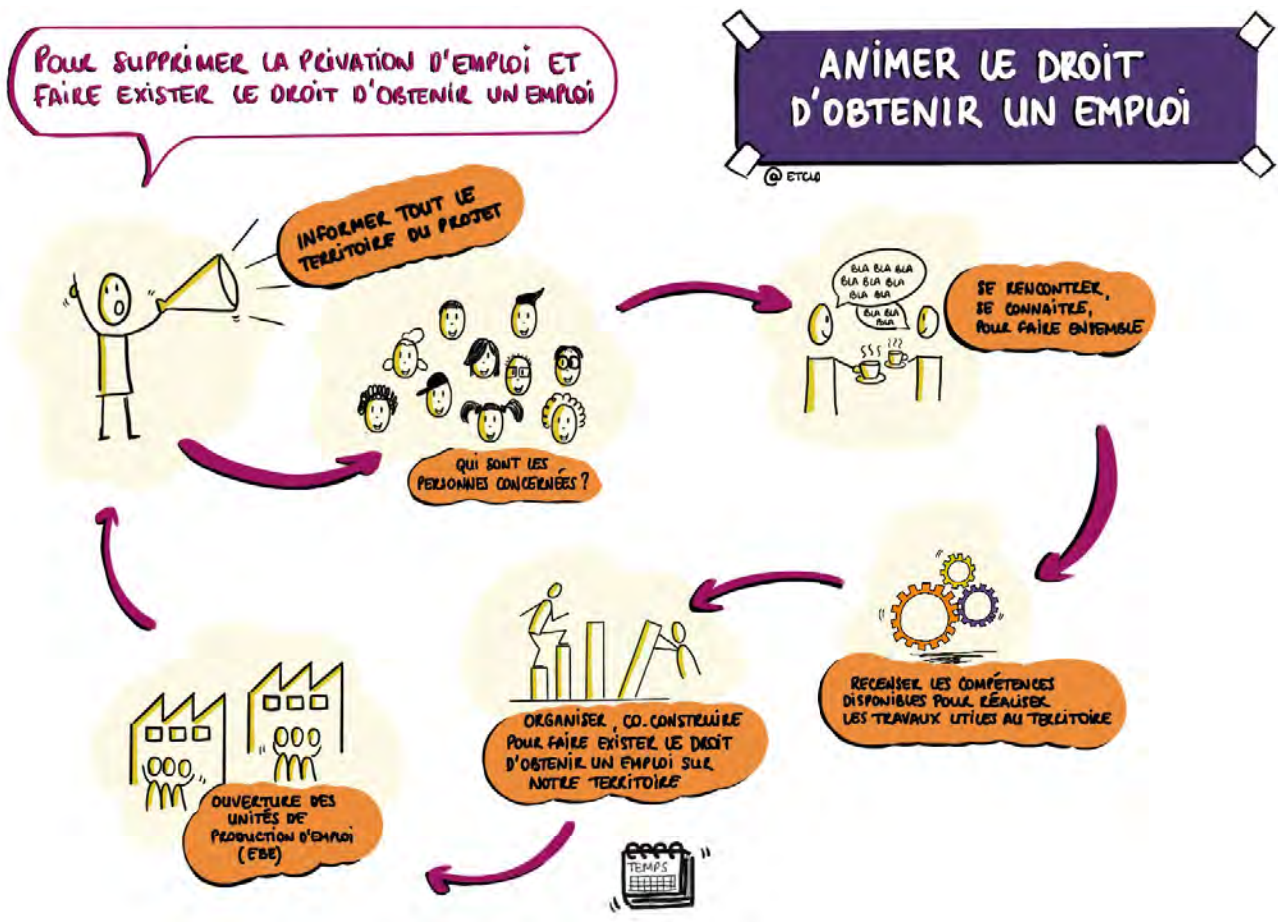 POUR SUPPRIMER LA PRIVATION D'EMPLOI ET
FAIRE EXISTER LE DROIT D'OBTENIR UN EMPLOI
ANIMER LE DROIT
D'OBTENIR UN EMPLOI
@ ETCLD
INFORMER TOUT LE
TERRITOIRE DU PROJET
QUI SONT LES
PERSONNES CONCERNÉES ?
BLA BLA BLA
BLA BLA BLA
BLA BLA
BLA BLA
BLA
SE RENCONTRER,
SE CONNAÎTRE,
POUR FAIRE ENSEMBLE
RECENSER LES COMPÉTENCES
DISPONIBLES POUR RÉALISER
LES TRAVAUX UTILES AU TERRITOIRE
ORGANISER, CO-CONSTRUIRE
POUR FAIRE EXISTER LE DROIT
D'OBTENIR UN EMPLOI SUR
NOTRE TERRITOIRE
TEMPS
OUVERTURE DES
UNITÉS DE
PRODUCTION D'EMPLOI
(EBE)